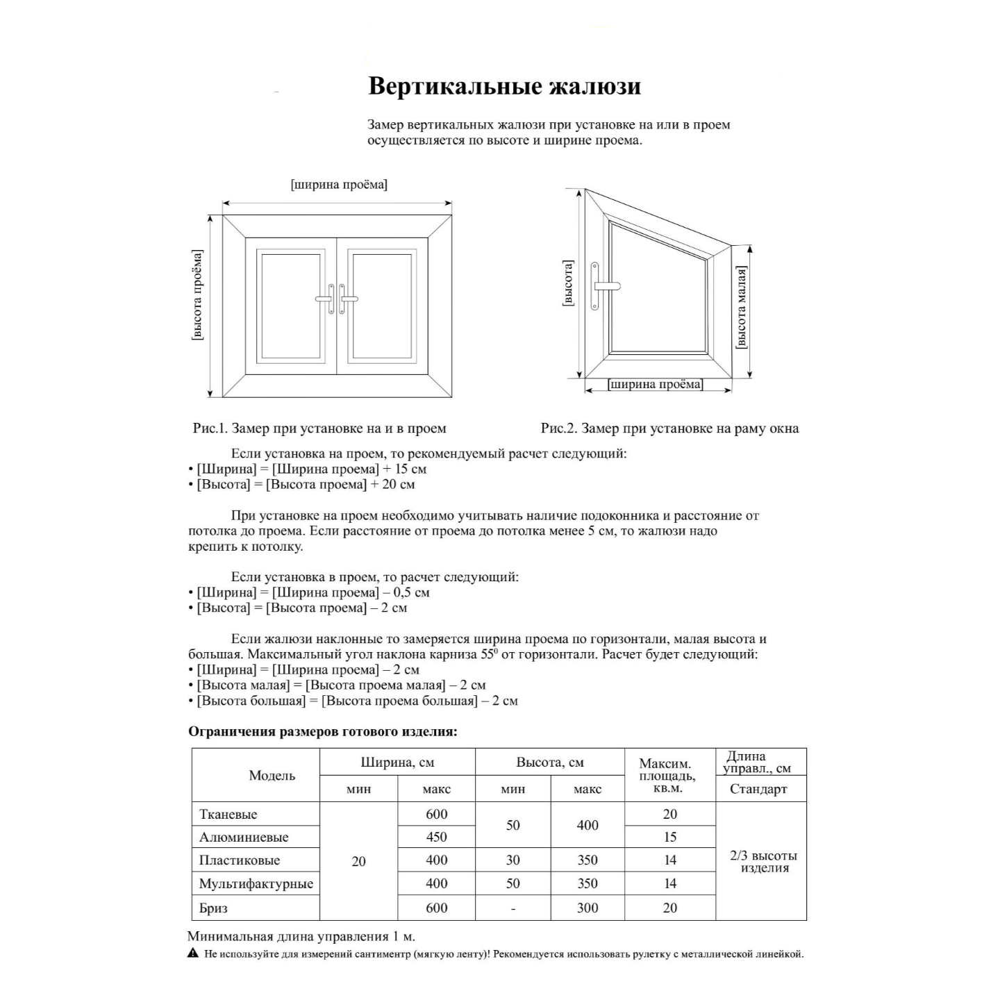 Вертикальные жалюзи
Замер вертикальных жалюзи при установке на или в проем
осуществляется по высоте и ширине проема.
[ширина проёма]
[высота проёма]
[высота]
[высота малая]
[ширина проёма]
Рис.1. Замер при установке на и в проем
Рис.2. Замер при установке на раму окна
Если установка на проем, то рекомендуемый расчет следующий:
• [Ширина] = [Ширина проема] + 15 см
• [Высота] = [Высота проема] + 20 см
При установке на проем необходимо учитывать наличие подоконника и расстояние от
потолка до проема. Если расстояние от проема до потолка менее 5 см, то жалюзи надо
крепить к потолку.
Если установка в проем, то расчет следующий:
• [Ширина] = [Ширина проема] – 0,5 см
• [Высота] = [Высота проема] – 2 см
Если жалюзи наклонные то замеряется ширина проема по горизонтали, малая высота и
большая. Максимальный угол наклона карниза 55⁰ от горизонтали. Расчет будет следующий:
• [Ширина] = [Ширина проема] – 2 см
• [Высота малая] = [Высота проема малая] – 2 см
• [Высота большая] = [Высота проема большая] – 2 см
Ограничения размеров готового изделия:
Модель Ширина, см Высота, см Максим. площадь, кв.м. Длина управл., см
мин макс мин макс Стандарт
Тканевые 600 20
50 400
Алюминиевые 450 15
Пластиковые 20 400 30 350 14 2/3 высоты изделия
Мультифактурные 400 50 350 14
Бриз 600 - 300 20
Минимальная длина управления 1 м.
Не используйте для измерений сантиментр (мягкую ленту)! Рекомендуется использовать рулетку с металлической линейкой.